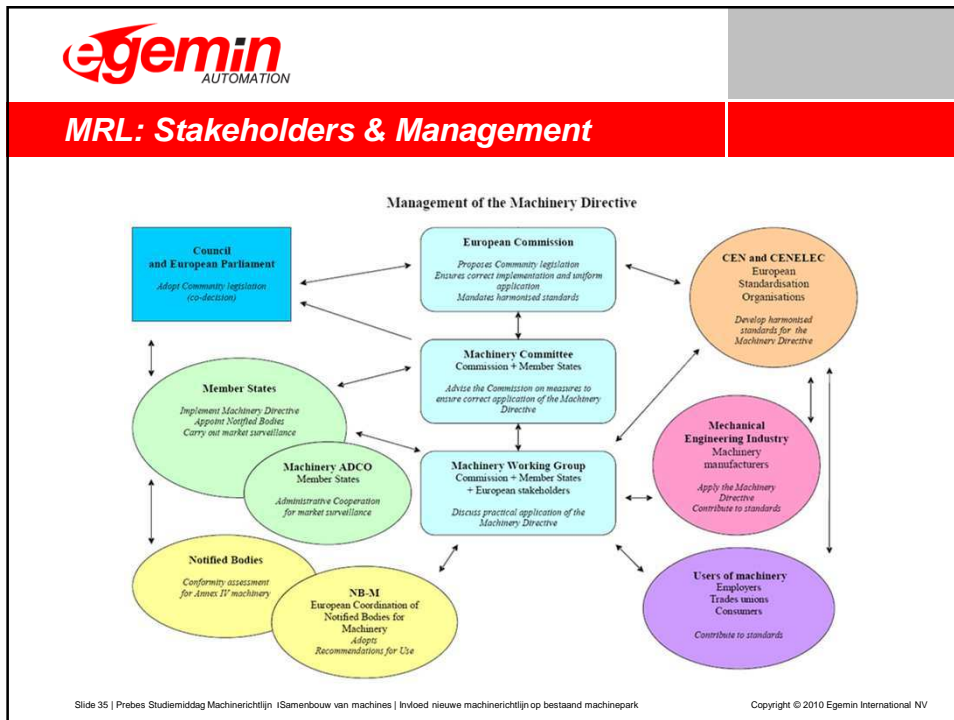 egemin
AUTOMATION
MRL: Stakeholders & Management
Management of the Machinery Directive
Council
and European Parliament
Adopt Community legislation
(co-decision)
European Commission
Proposes Community legislation
Ensures correct implementation and uniform
application
Mandates harmonised standards
CEN and CENELEC
European
Standardisation
Organisations
Develop harmonised
standards for the
Machinery Directive
Machinery Committee
Commission + Member States
Advise the Commission on measures to
ensure correct application of the Machinery
Directive
Member States
Implement Machinery Directive
Appoint Notified Bodies
Carry out market surveillance
Machinery ADCO
Member States
Administrative Cooperation
for market surveillance
Machinery Working Group
Commission + Member States
+ European stakeholders
Discuss practical application of the
Machinery Directive
Mechanical
Engineering Industry
Machinery
manufacturers
Apply the Machinery
Directive
Contribute to standards
Notified Bodies
Conformity assessment
for Annex IV machinery
NB-M
European Coordination of
Notified Bodies for
Machinery
Adopts
Recommendations for Use
Users of machinery
Employers
Trades unions
Consumers
Contribute to standards
Slide 35 | Prebes Studiemiddag Machinerichtlijn ISamenbouw van machines | Invloed nieuwe machinerichtlijn op bestaand machinepark
Copyright © 2010 Egemin International NV